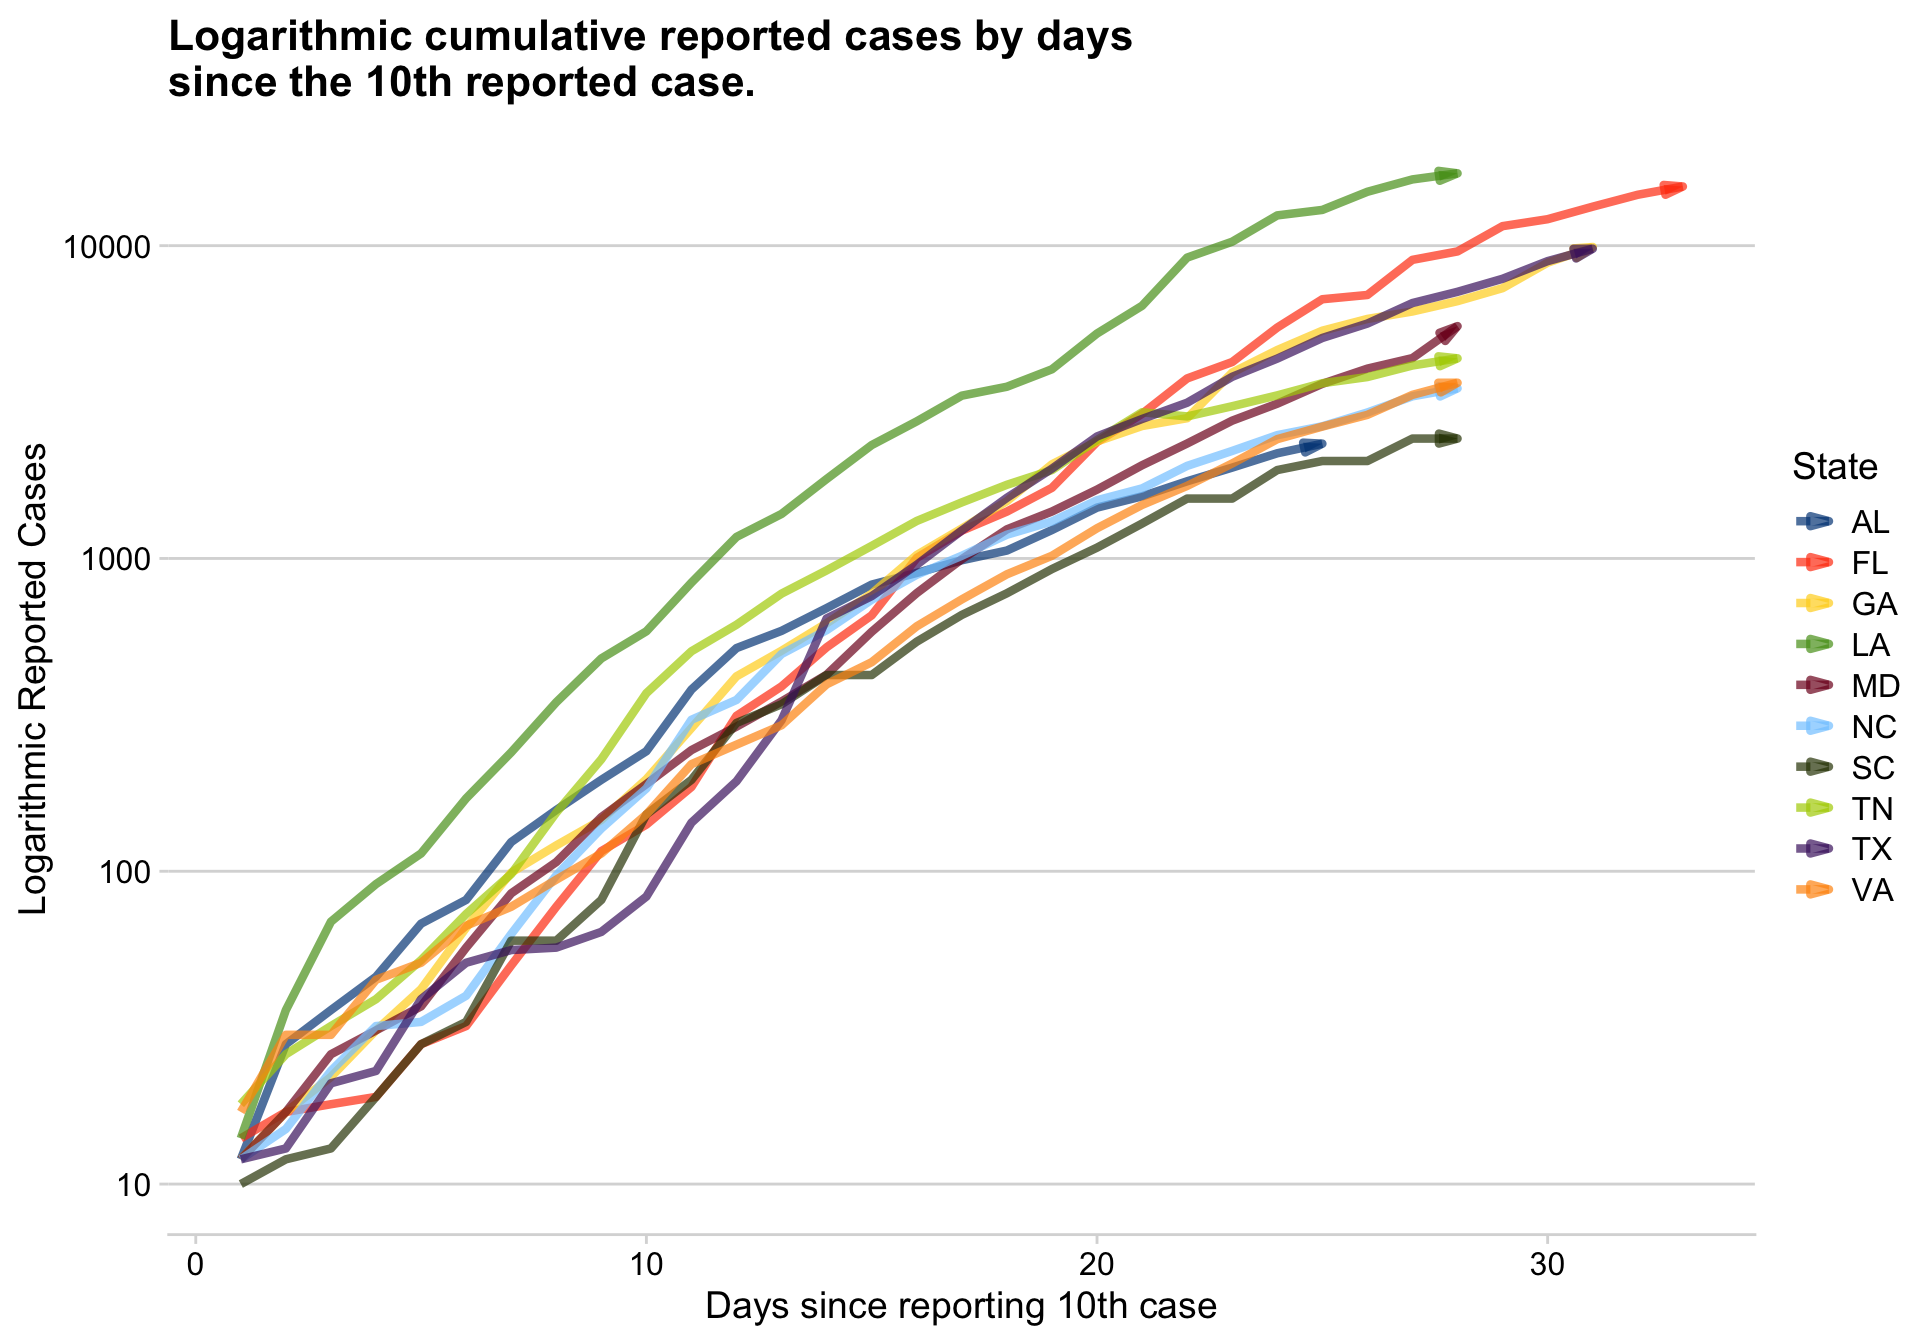 Logarithmic cumulative reported cases by days
since the 10th reported case.
Logarithmic Reported Cases
10000
1000
100
10
0
10
20
30
Days since reporting 10th case
State
AL
FL
GA
LA
MD
NC
SC
TN
TX
VA